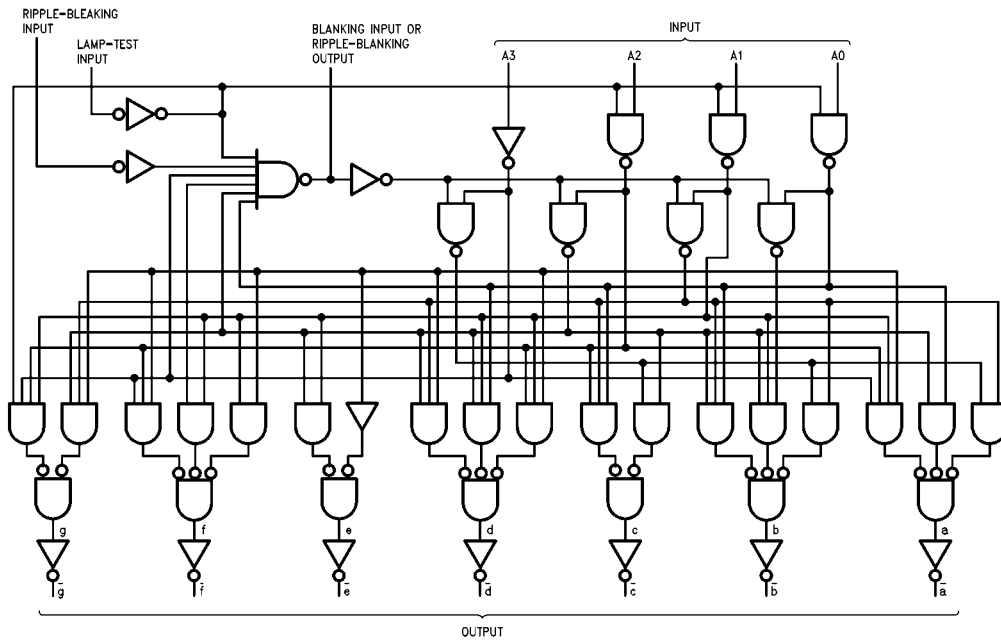 RIPPLE-BLEAKING
INPUT
LAMP-TEST
INPUT
BLANKING INPUT OR
RIPPLE-BLANKING
OUTPUT
INPUT
A3 A2 A1 A0
g f e d c b a
g̅ f̅ e̅ d̅ c̅ b̅ a̅
OUTPUT